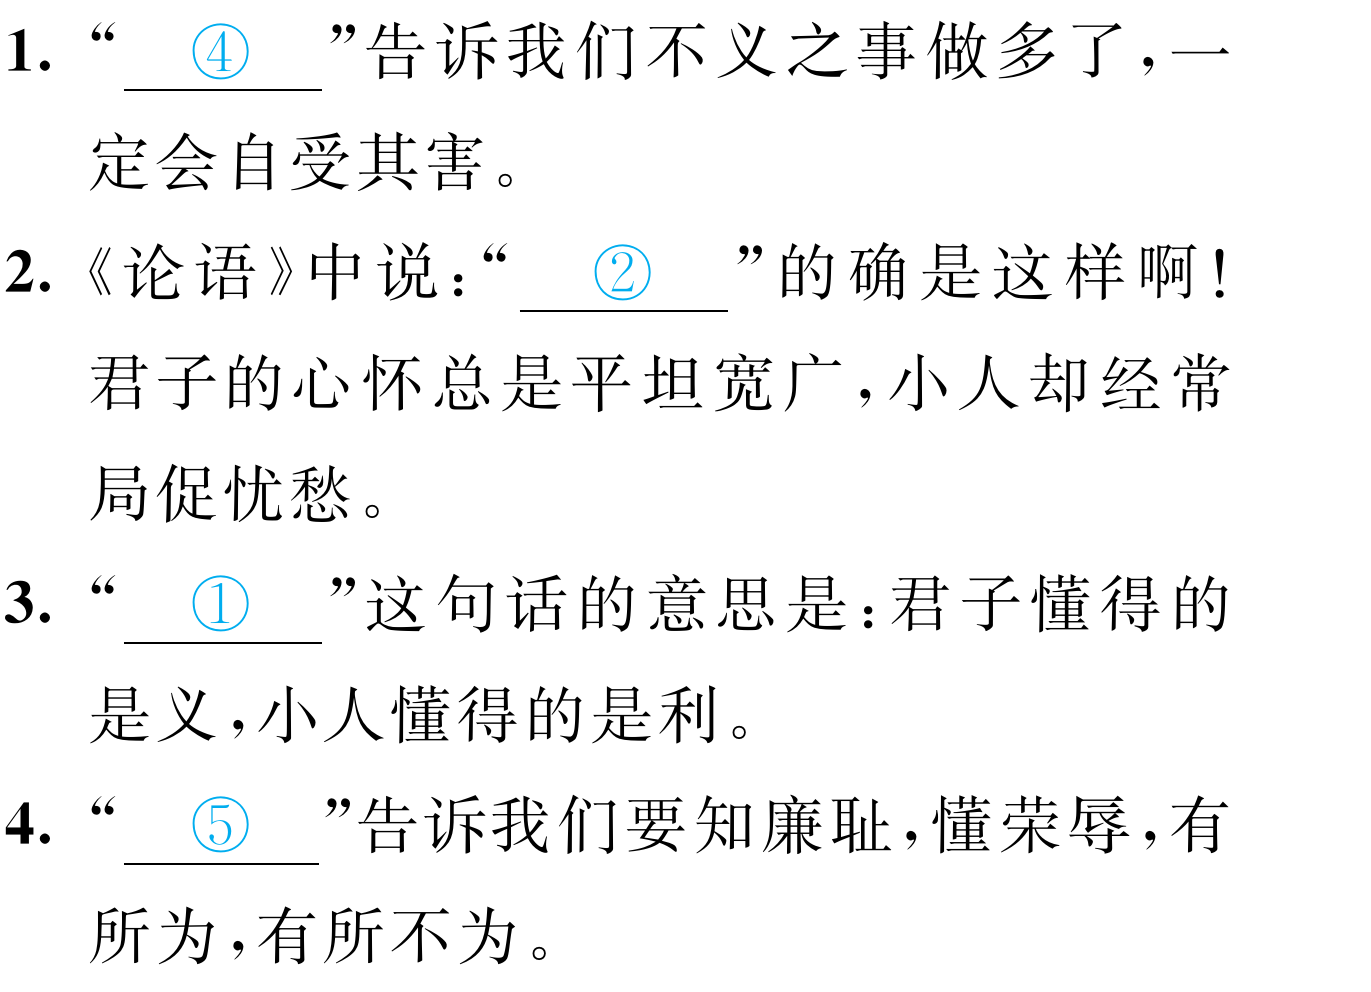 1. “ ④ ”告诉我们不义之事做多了,一
定会自受其害。
2.《论语》中说:“ ② ”的确是这样啊!
君子的心怀总是平坦宽广,小人却经常
局促忧愁。
3. “ ① ”这句话的意思是:君子懂得的
是义,小人懂得的是利。
4. “ ⑤ ”告诉我们要知廉耻,懂荣辱,有
所为,有所不为。